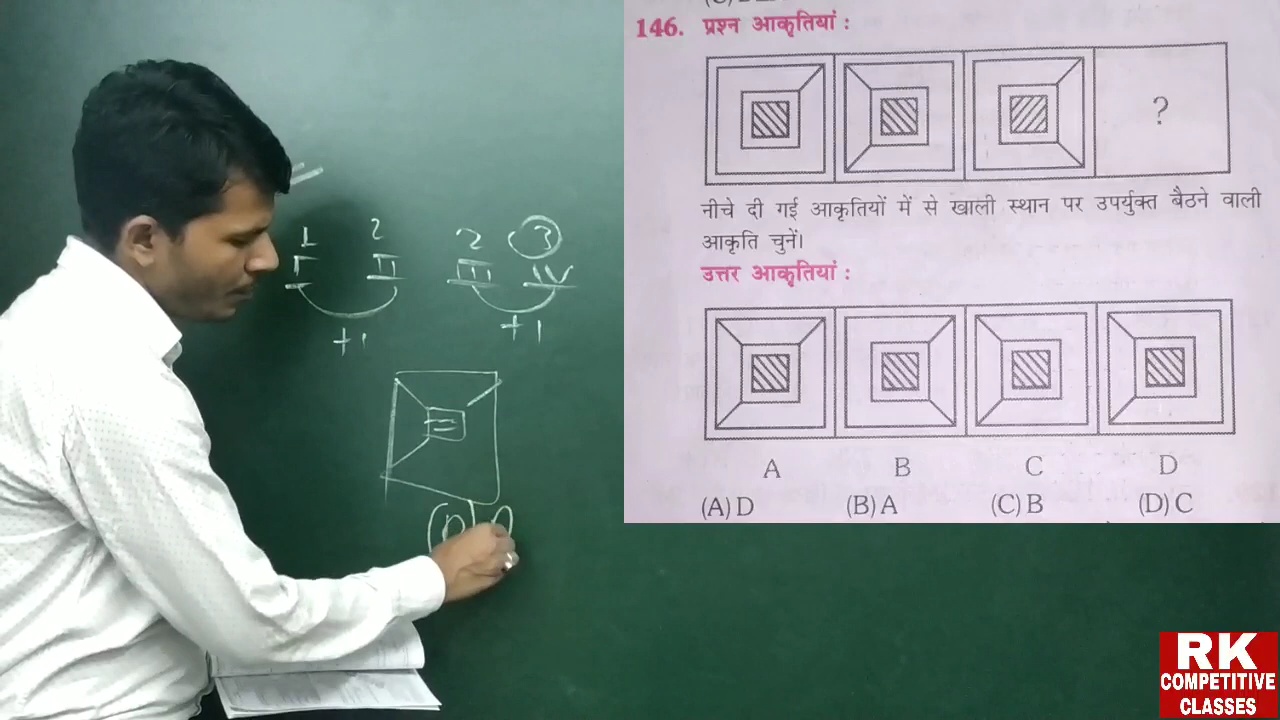 146. प्रश्न आकृतियां :
?
नीचे दी गई आकृतियों में से खाली स्थान पर उपर्युक्त बैठने वाली
आकृति चुनें।
उत्तर आकृतियां :
A B C D
(A) D (B) A (C) B (D) C
1 2 2 3
I II III IV
+1 +1
RK
COMPETITIVE
CLASSES